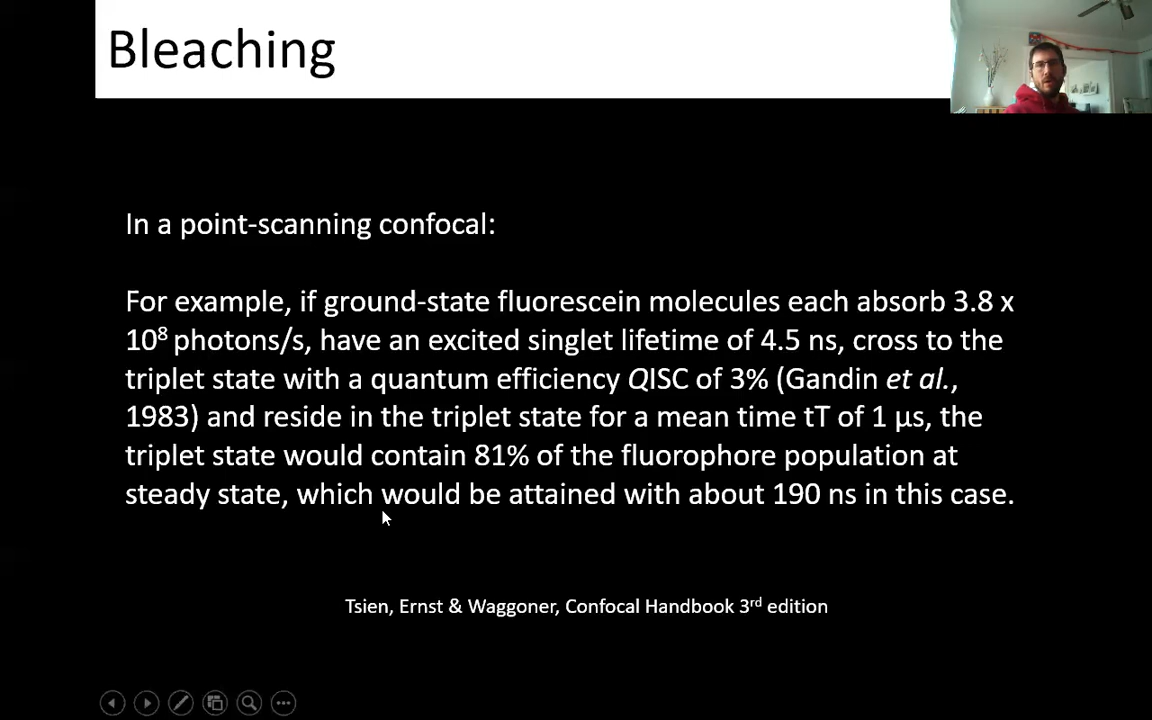 Bleaching
In a point-scanning confocal:
For example, if ground-state fluorescein molecules each absorb 3.8 x
10⁸ photons/s, have an excited singlet lifetime of 4.5 ns, cross to the
triplet state with a quantum efficiency QISC of 3% (Gandin et al.,
1983) and reside in the triplet state for a mean time tT of 1 µs, the
triplet state would contain 81% of the fluorophore population at
steady state, which would be attained with about 190 ns in this case.
Tsien, Ernst & Waggoner, Confocal Handbook 3rd edition